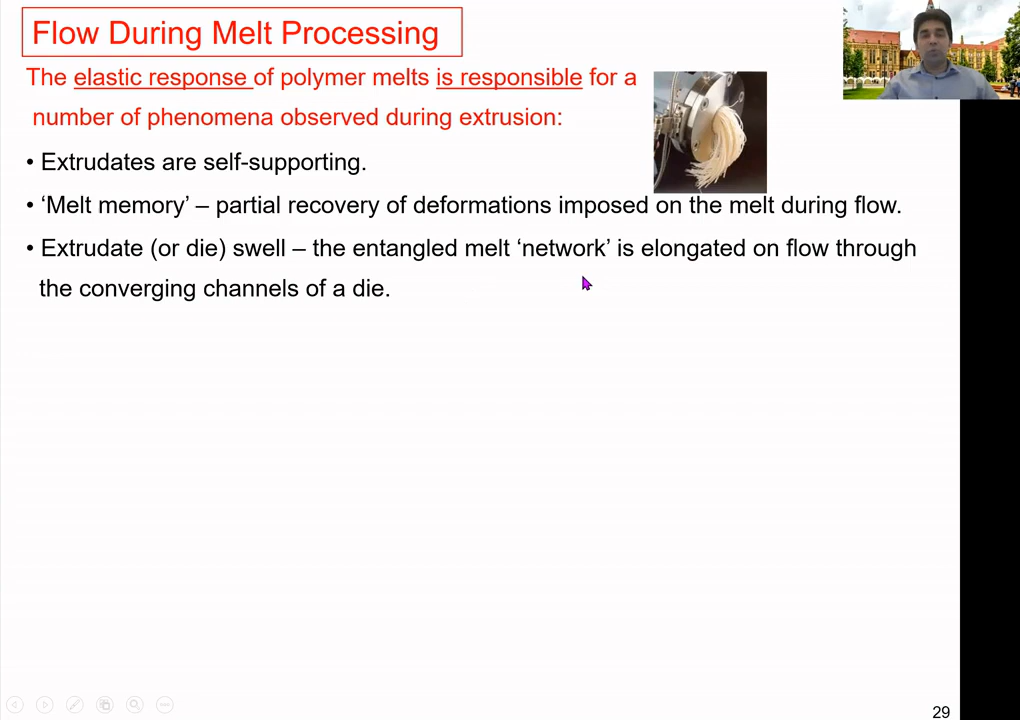 Flow During Melt Processing
The elastic response of polymer melts is responsible for a
number of phenomena observed during extrusion:
• Extrudates are self-supporting.
• ‘Melt memory’ – partial recovery of deformations imposed on the melt during flow.
• Extrudate (or die) swell – the entangled melt ‘network’ is elongated on flow through
the converging channels of a die.
29